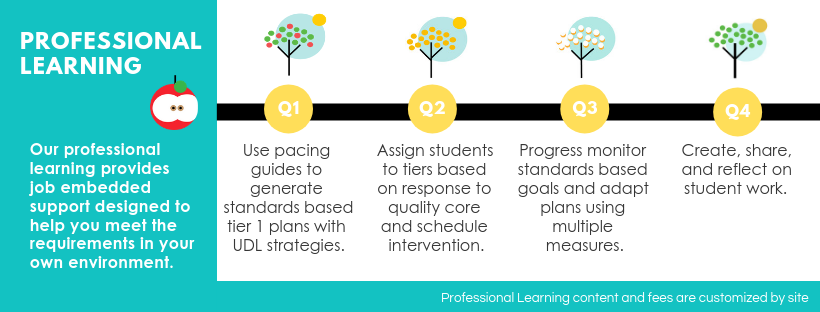 PROFESSIONAL
LEARNING
Our professional
learning provides
job embedded
support designed to
help you meet the
requirements in your
own environment.
Q1
Use pacing
guides to
generate
standards based
tier 1 plans with
UDL strategies.
Q2
Assign students
to tiers based
on response to
quality core
and schedule
intervention.
Q3
Progress monitor
standards based
goals and adapt
plans using
multiple
measures.
Q4
Create, share,
and reflect on
student work.
Professional Learning content and fees are customized by site